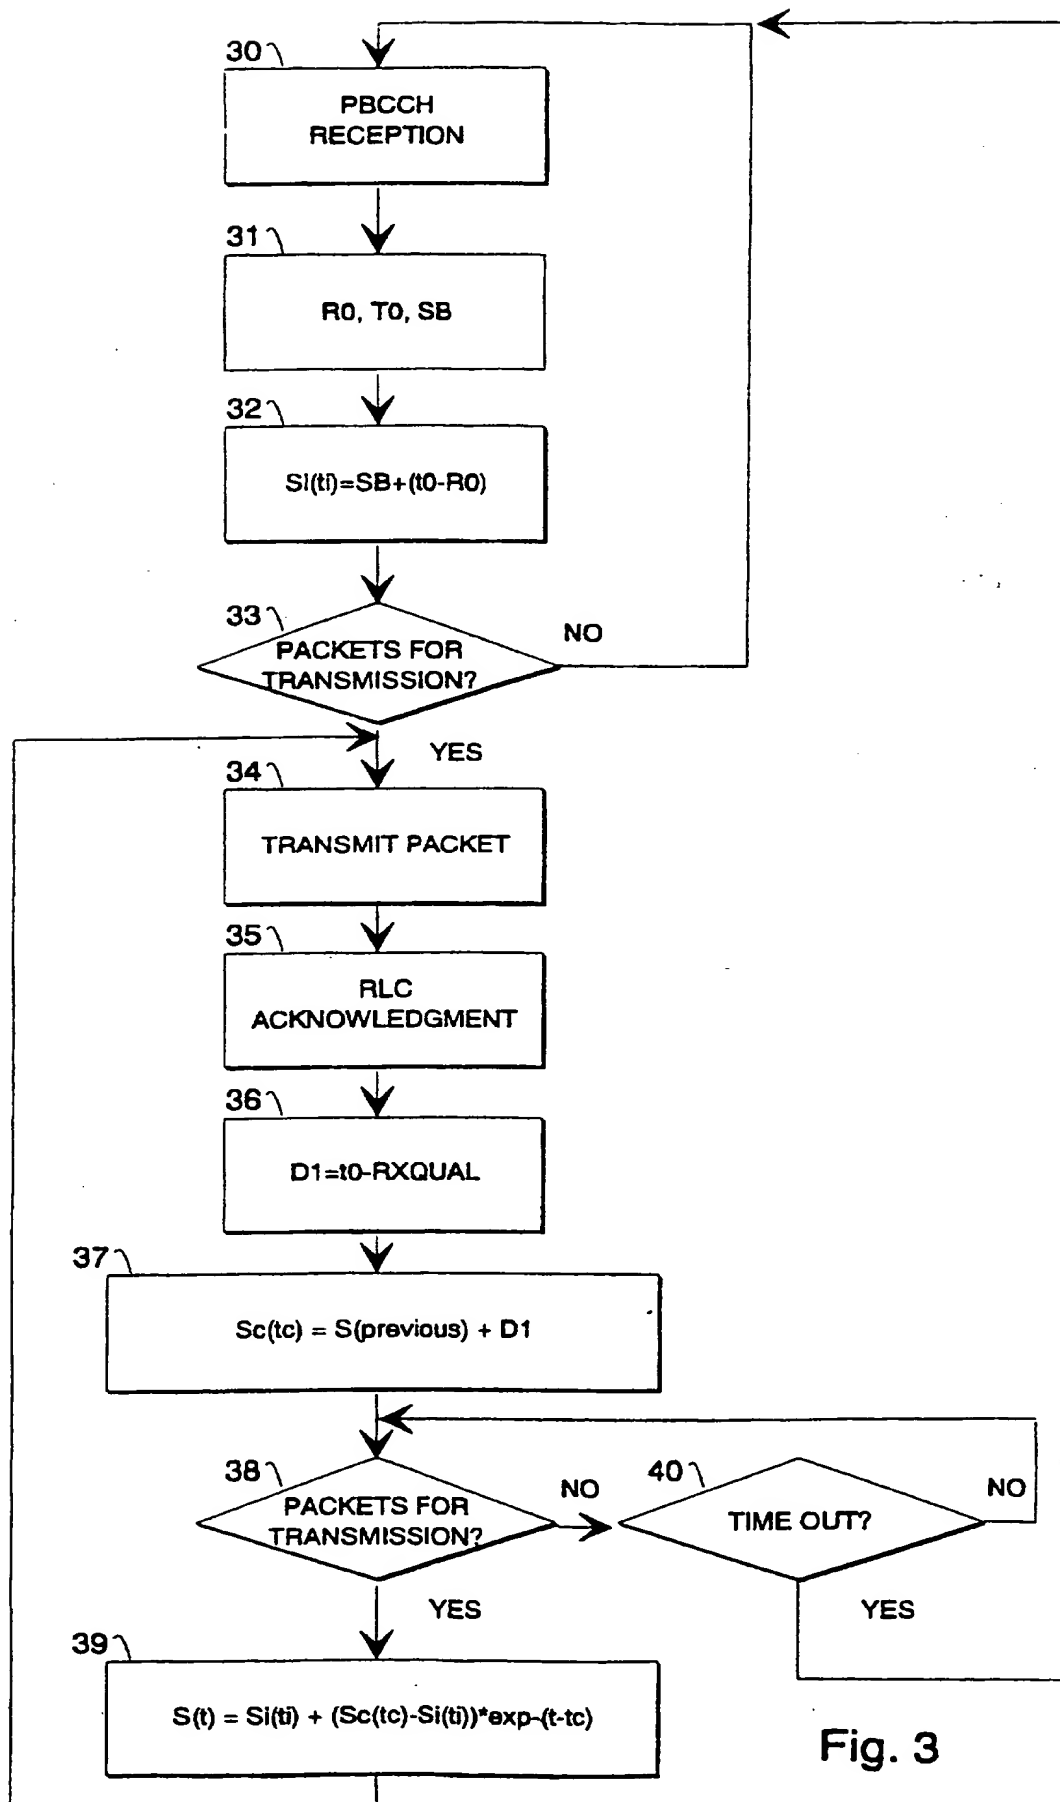 30
PBCCH
RECEPTION
31
R0, T0, SB
32
Si(ti)=SB+(t0-R0)
33
PACKETS FOR
TRANSMISSION?
NO
YES
34
TRANSMIT PACKET
35
RLC
ACKNOWLEDGMENT
36
D1=t0-RXQUAL
37
Sc(tc) = S(previous) + D1
38
PACKETS FOR
TRANSMISSION?
NO
40
TIME OUT?
NO
YES
YES
39
S(t) = Si(ti) + (Sc(tc)-Si(ti))*exp-(t-tc)
Fig. 3